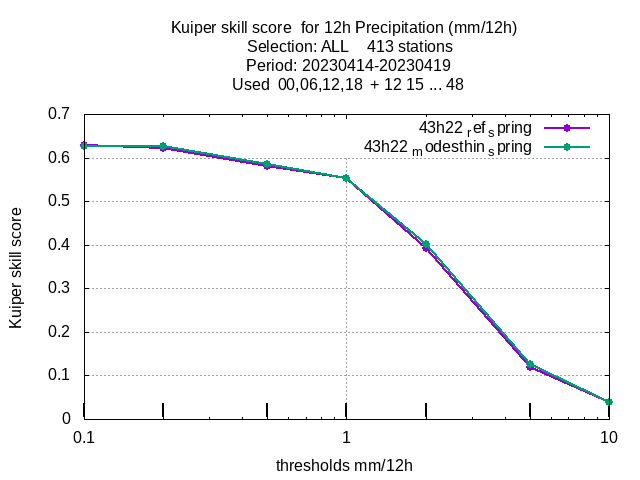 Kuiper skill score for 12h Precipitation (mm/12h)
Selection: ALL 413 stations
Period: 20230414-20230419
Used 00,06,12,18 + 12 15 ... 48
0.7
43h22 ref spring
43h22 modesthin spring
0.6
0.5
0.4
0.3
0.2
0.1
0
Kuiper skill score
0.1
1
10
thresholds mm/12h